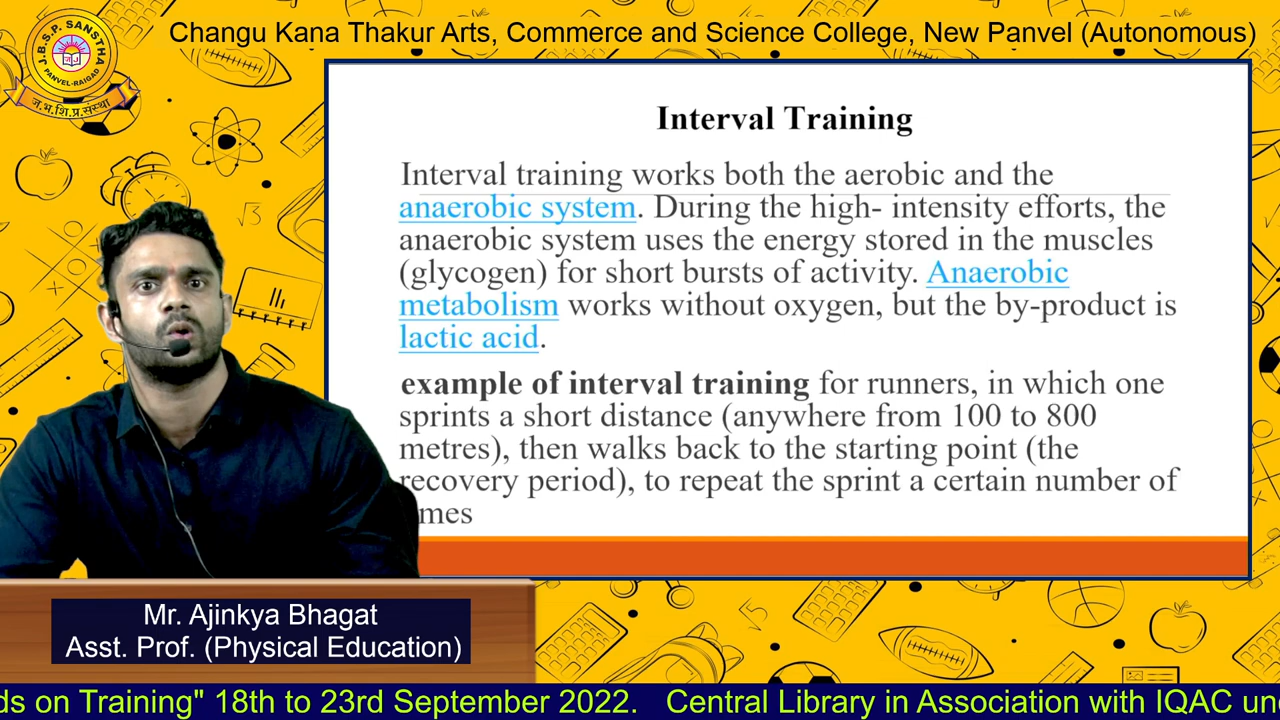 Changu Kana Thakur Arts, Commerce and Science College, New Panvel (Autonomous)
J.B.S.P. SANSTHA
PANVEL-RAIGAD
ज.भ.शि.प्र.संस्था
Interval Training
Interval training works both the aerobic and the
anaerobic system. During the high- intensity efforts, the
anaerobic system uses the energy stored in the muscles
(glycogen) for short bursts of activity. Anaerobic
metabolism works without oxygen, but the by-product is
lactic acid.
example of interval training for runners, in which one
sprints a short distance (anywhere from 100 to 800
metres), then walks back to the starting point (the
recovery period), to repeat the sprint a certain number of
mes
Mr. Ajinkya Bhagat
Asst. Prof. (Physical Education)
ds on Training" 18th to 23rd September 2022. Central Library in Association with IQAC un